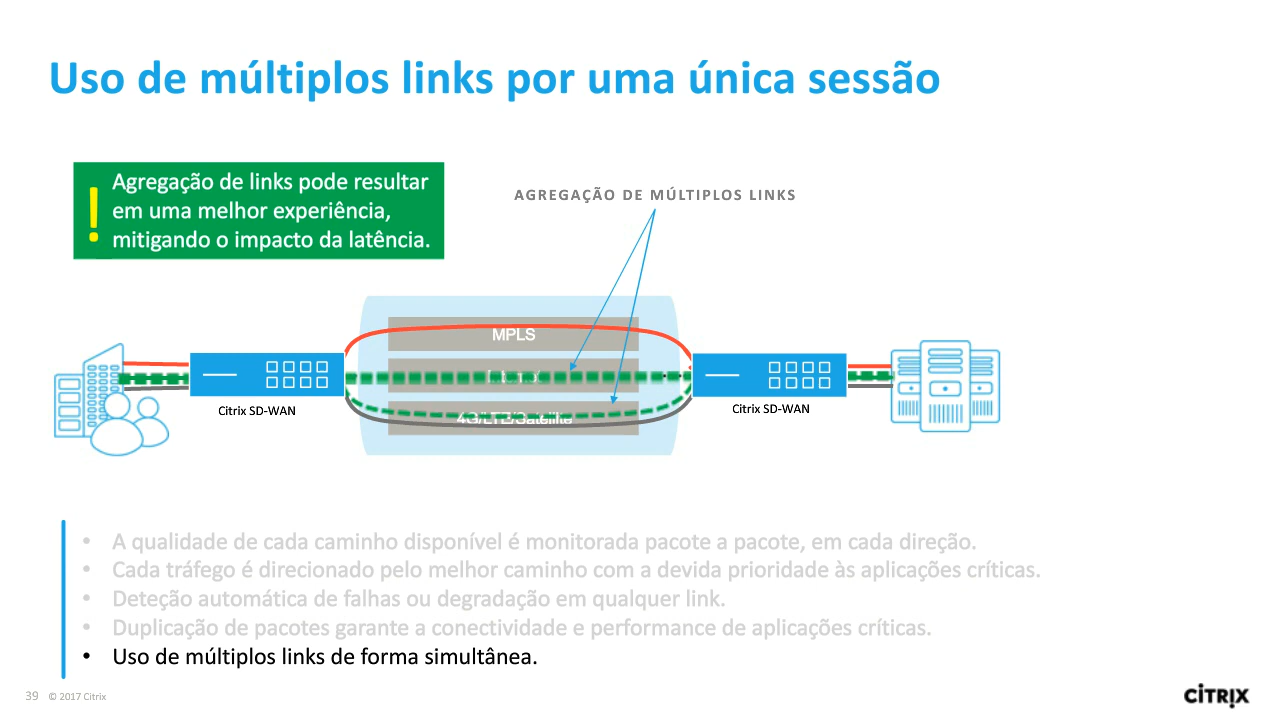 Uso de múltiplos links por uma única sessão
!
Agregação de links pode resultar
em uma melhor experiência,
mitigando o impacto da latência.
AGREGAÇÃO DE MÚLTIPLOS LINKS
MPLS
4G/LTE/Satellite
Citrix SD-WAN
Citrix SD-WAN
• A qualidade de cada caminho disponível é monitorada pacote a pacote, em cada direção.
• Cada tráfego é direcionado pelo melhor caminho com a devida prioridade às aplicações críticas.
• Deteção automática de falhas ou degradação em qualquer link.
• Duplicação de pacotes garante a conectividade e performance de aplicações críticas.
• Uso de múltiplos links de forma simultânea.
39 © 2017 Citrix
CITRIX